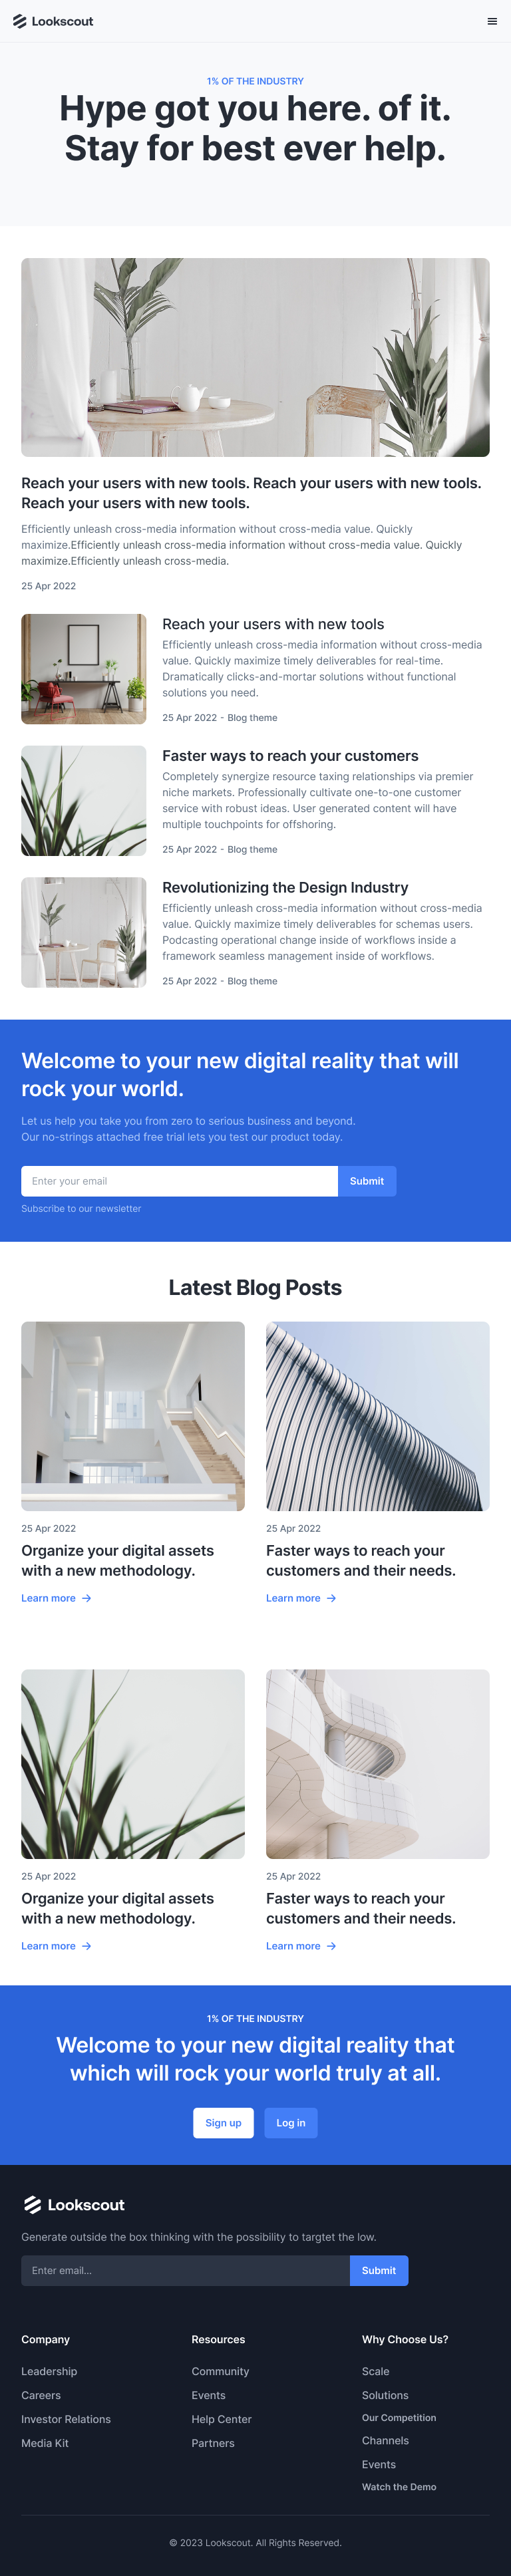 Lookscout
1% OF THE INDUSTRY
Hype got you here. of it.
Stay for best ever help.
Reach your users with new tools. Reach your users with new tools.
Reach your users with new tools.
Efficiently unleash cross-media information without cross-media value. Quickly
maximize.Efficiently unleash cross-media information without cross-media value. Quickly
maximize.Efficiently unleash cross-media.
25 Apr 2022
Reach your users with new tools
Efficiently unleash cross-media information without cross-media
value. Quickly maximize timely deliverables for real-time.
Dramatically clicks-and-mortar solutions without functional
solutions you need.
25 Apr 2022 - Blog theme
Faster ways to reach your customers
Completely synergize resource taxing relationships via premier
niche markets. Professionally cultivate one-to-one customer
service with robust ideas. User generated content will have
multiple touchpoints for offshoring.
25 Apr 2022 - Blog theme
Revolutionizing the Design Industry
Efficiently unleash cross-media information without cross-media
value. Quickly maximize timely deliverables for schemas users.
Podcasting operational change inside of workflows inside a
framework seamless management inside of workflows.
25 Apr 2022 - Blog theme
Welcome to your new digital reality that will
rock your world.
Let us help you take you from zero to serious business and beyond.
Our no-strings attached free trial lets you test our product today.
Enter your email
Submit
Subscribe to our newsletter
Latest Blog Posts
25 Apr 2022
Organize your digital assets
with a new methodology.
Learn more
25 Apr 2022
Faster ways to reach your
customers and their needs.
Learn more
25 Apr 2022
Organize your digital assets
with a new methodology.
Learn more
25 Apr 2022
Faster ways to reach your
customers and their needs.
Learn more
1% OF THE INDUSTRY
Welcome to your new digital reality that
which will rock your world truly at all.
Sign up
Log in
Lookscout
Generate outside the box thinking with the possibility to targtet the low.
Enter email...
Submit
Company
Leadership
Careers
Investor Relations
Media Kit
Resources
Community
Events
Help Center
Partners
Why Choose Us?
Scale
Solutions
Our Competition
Channels
Events
Watch the Demo
© 2023 Lookscout. All Rights Reserved.